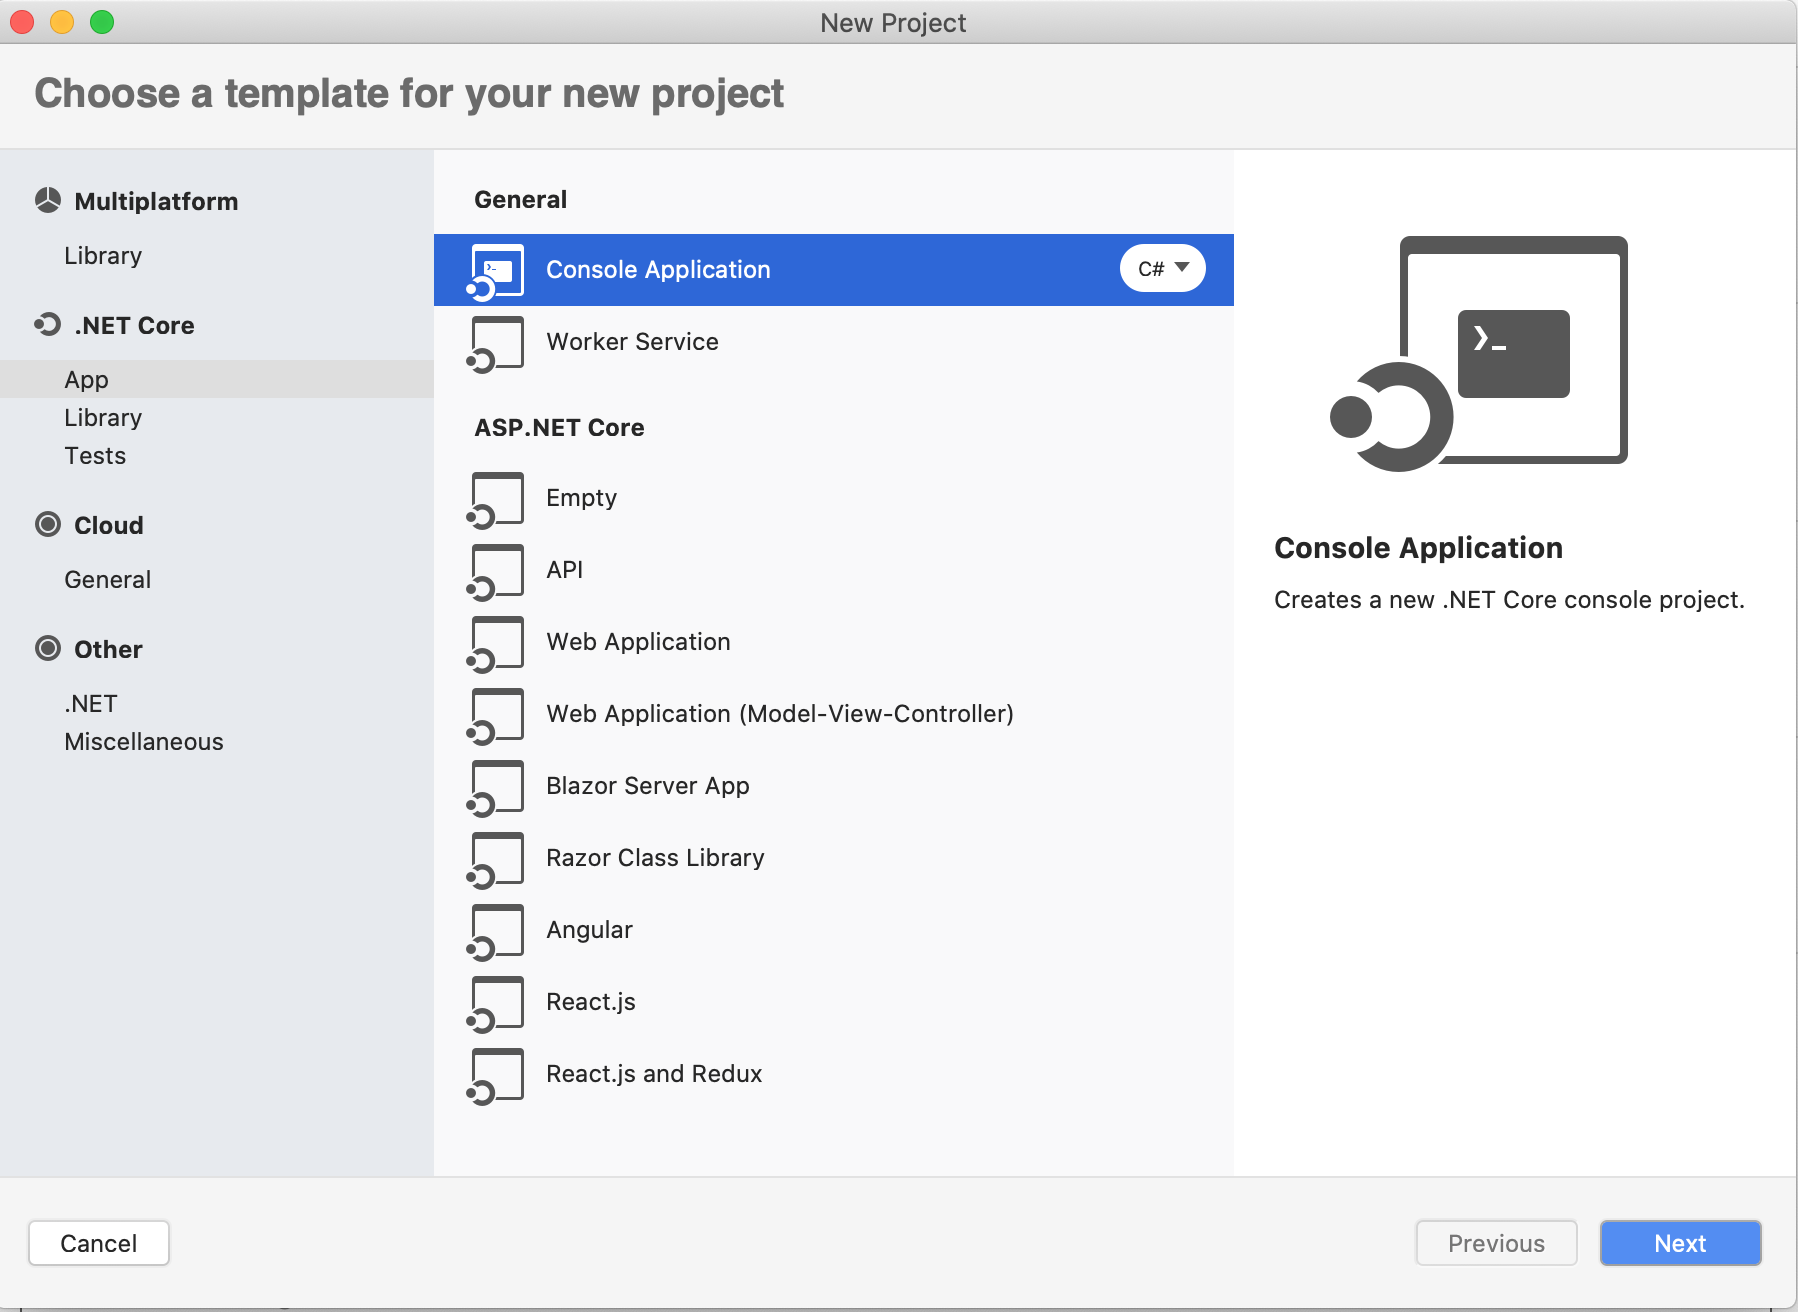 New Project
Choose a template for your new project
Multiplatform
Library
.NET Core
App
Library
Tests
Cloud
General
Other
.NET
Miscellaneous
General
Console Application
C#
Worker Service
ASP.NET Core
Empty
API
Web Application
Web Application (Model-View-Controller)
Blazor Server App
Razor Class Library
Angular
React.js
React.js and Redux
Console Application
Creates a new .NET Core console project.
Cancel
Previous
Next